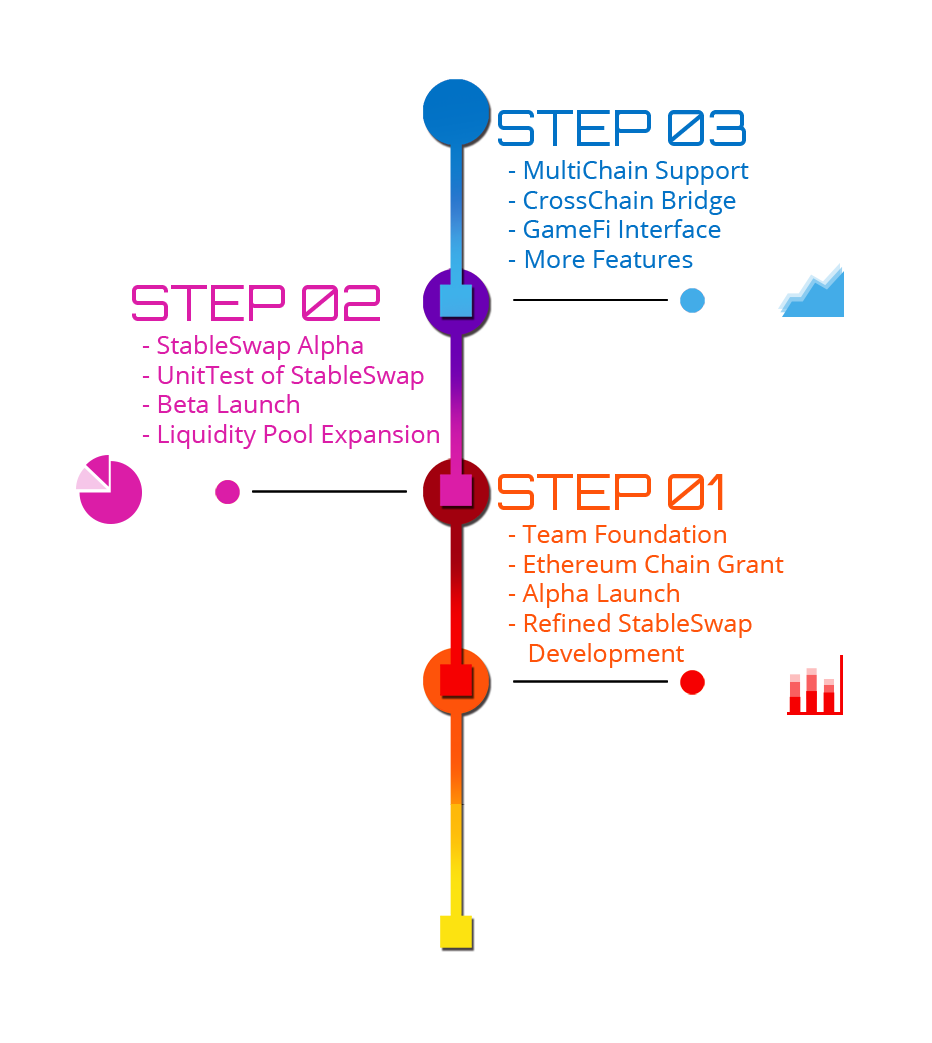 STEP 03
- MultiChain Support
- CrossChain Bridge
- GameFi Interface
- More Features
STEP 02
- StableSwap Alpha
- UnitTest of StableSwap
- Beta Launch
- Liquidity Pool Expansion
STEP 01
- Team Foundation
- Ethereum Chain Grant
- Alpha Launch
- Refined StableSwap
Development